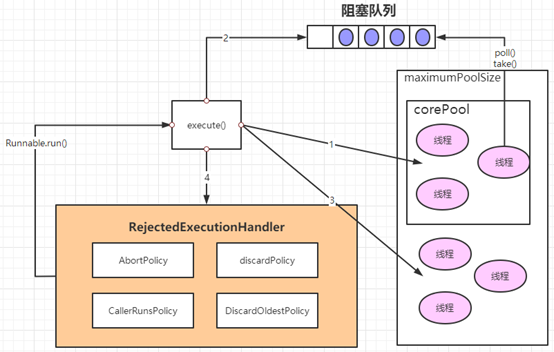 阻塞队列
2
poll()
take()
maximumPoolSize
corePool
execute()
线程
Runnable.run()
1
线程
线程
4
3
RejectedExecutionHandler
线程
AbortPolicy
discardPolicy
线程
CallerRunsPolicy
DiscardOldestPolicy
线程